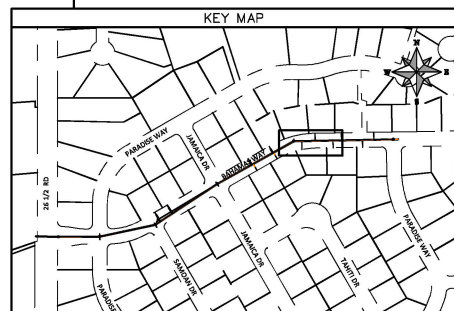 KEY MAP
N
W
E
S
PARADISE WAY
JAMAICA DR
BAHAMAS WAY
26 1/2 RD
PARADISE WAY
SAMOAN DR
JAMAICA DR
TAHITI DR
PARADISE